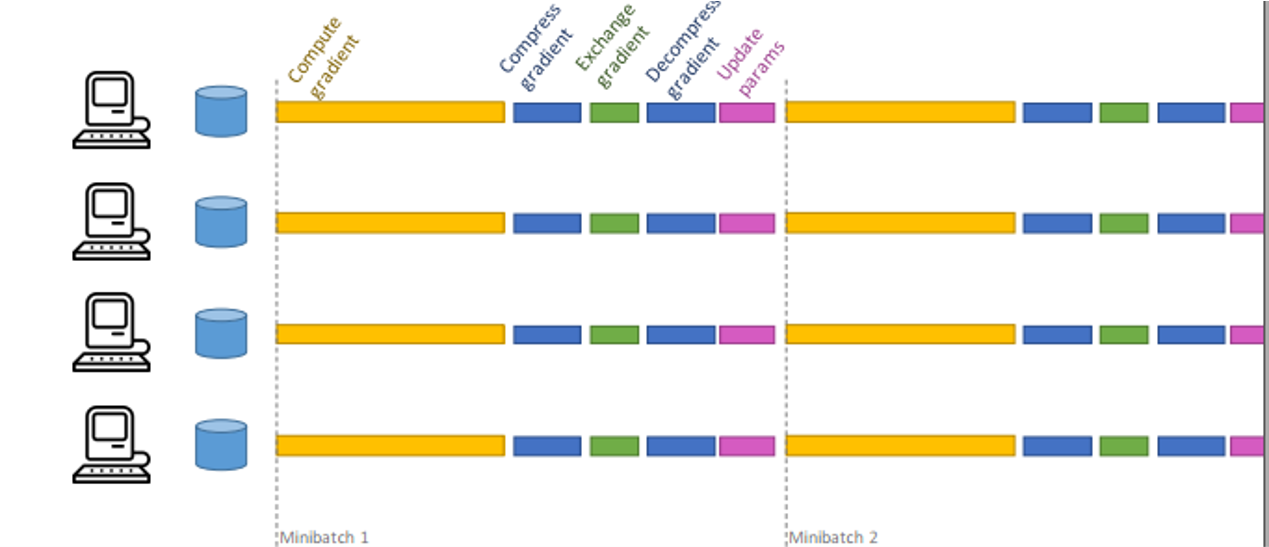 Compute
gradient
Compress
gradient
Exchange
gradient
Decompress
gradient
Update
params
Minibatch 1
Minibatch 2